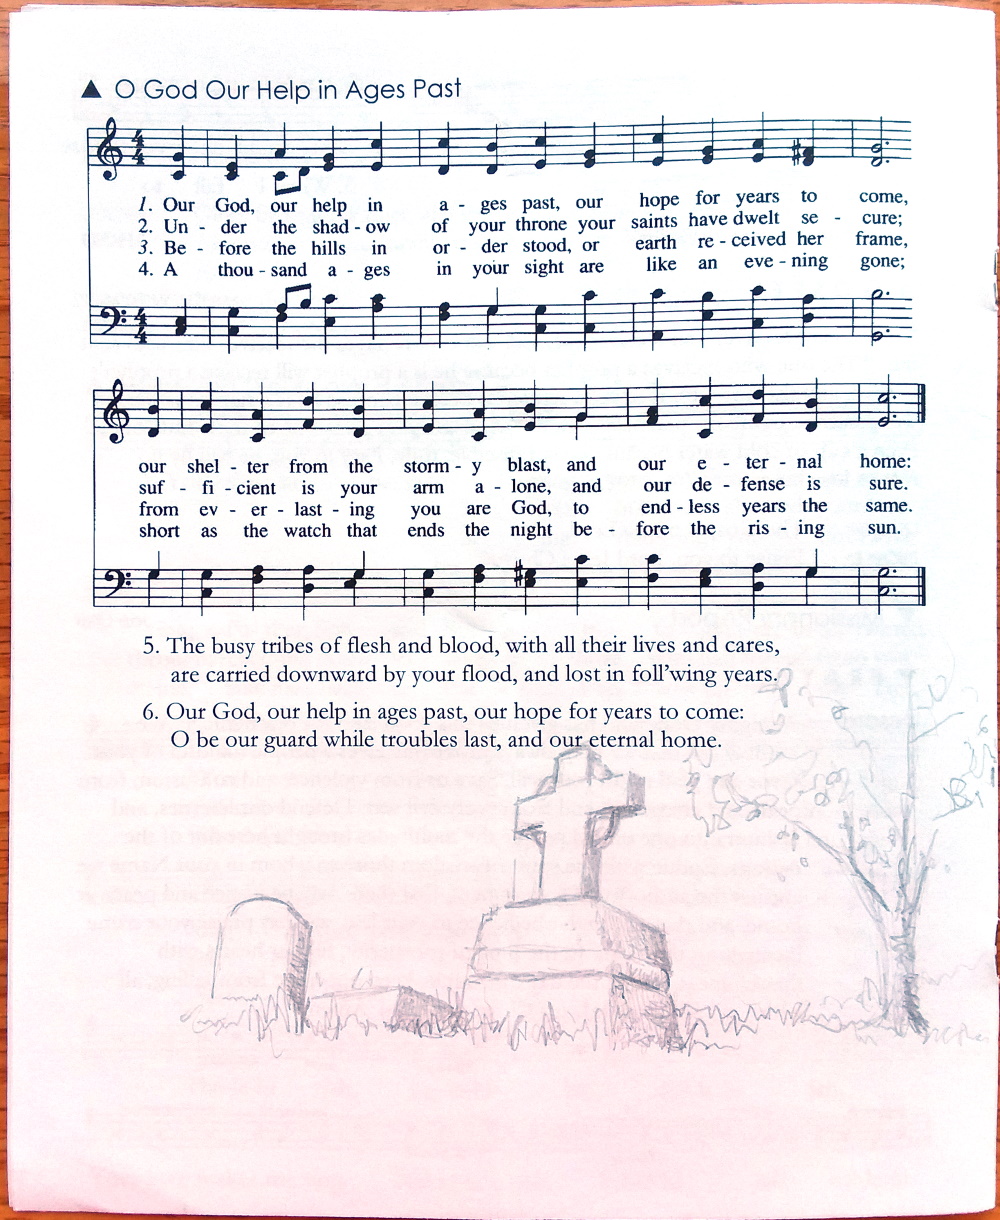 ▲ O God Our Help in Ages Past
1. Our God, our help in a - ges past, our hope for years to come,
2. Un - der the shad - ow of your throne your saints have dwelt se - cure;
3. Be - fore the hills in or - der stood, or earth re - ceived her frame,
4. A thou - sand a - ges in your sight are like an eve - ning gone;
our shel - ter from the storm - y blast, and our e - ter - nal home:
suf - fi - cient is your arm a - lone, and our de - fense is sure.
from ev - er - last - ing you are God, to end - less years the same.
short as the watch that ends the night be - fore the ris - ing sun.
5. The busy tribes of flesh and blood, with all their lives and cares,
are carried downward by your flood, and lost in foll'wing years.
6. Our God, our help in ages past, our hope for years to come:
O be our guard while troubles last, and our eternal home.